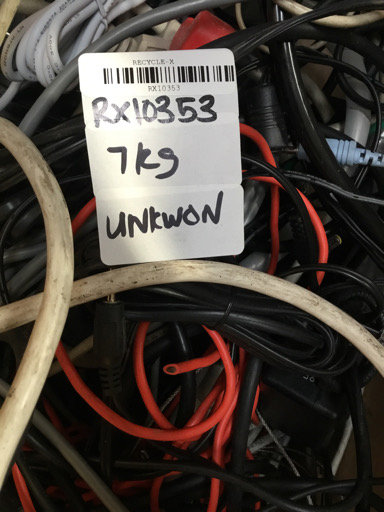 RECYCLE-X
RX10353
RX10353
7kg
UNKWON